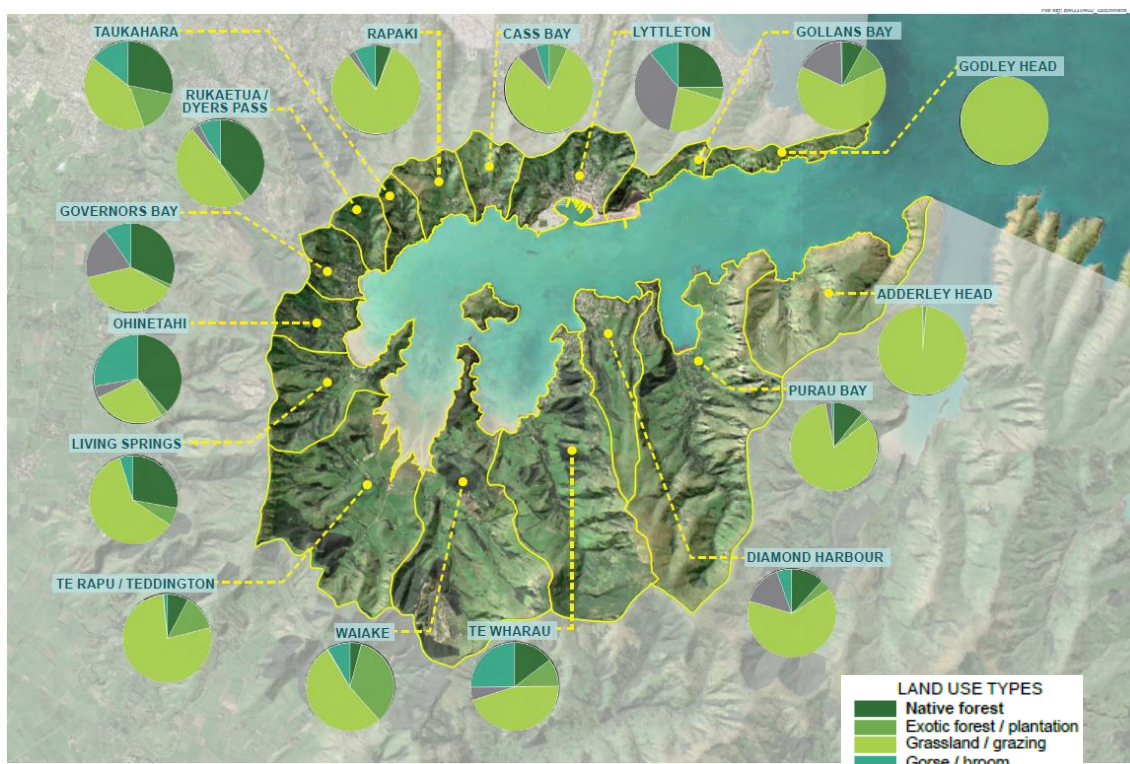 TAUKAHARA
RAPAKI
CASS BAY
LYTTLETON
GOLLANS BAY
GODLEY HEAD
RUKAETUA /
DYERS PASS
GOVERNORS BAY
ADDERLEY HEAD
OHINETAHI
PURAU BAY
LIVING SPRINGS
DIAMOND HARBOUR
TE RAPU / TEDDINGTON
WAIAKE
TE WHARAU
LAND USE TYPES
Native forest
Exotic forest / plantation
Grassland / grazing
Gorse / broom